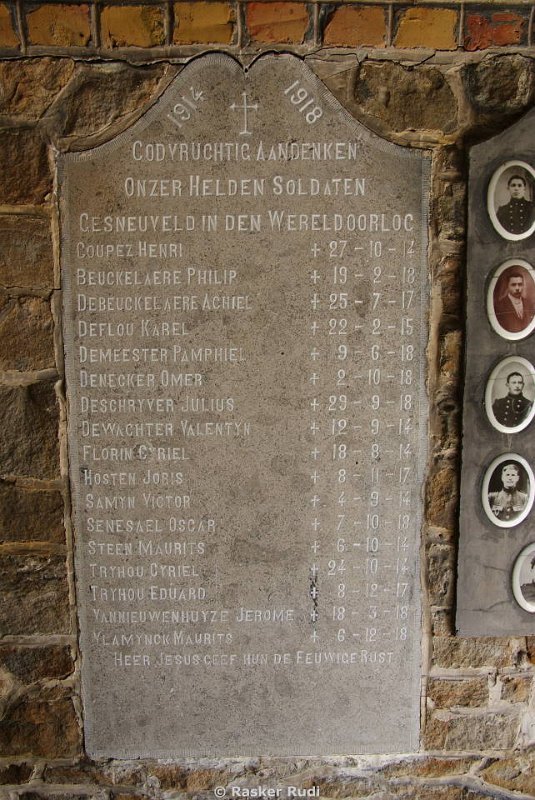 1914 1918
GODVRUCHTIG AANDENKEN
ONZER HELDEN SOLDATEN
GESNEUVELD IN DEN WERELDOORLOG
COUPEZ HENRI + 27-10-14
BEUCKELAERE PHILIP + 19-2-18
DEBEUCKELAERE ACHIEL + 25-7-17
DEFLOU KAREL + 22-2-15
DEMEESTER PAMPHIEL + 9-6-18
DENECKER OMER + 2-10-18
DESCHRYVER JULIUS + 29-9-18
DEWACHTER VALENTYN + 12-9-14
FLORIN CYRIEL + 18-8-14
HOSTEN JORIS + 8-11-17
SAMYN VICTOR + 4-9-14
SENESAEL OSCAR + 7-10-18
STEEN MAURITS + 6-10-14
TRYHOU CYRIEL + 24-10-14
TRYHOU EDUARD + 8-12-17
VANNIEUWENHUYZE JEROME + 18-3-18
VLAMYNCK MAURITS + 6-12-18
HEER JESUS GEEF HUN DE EEUWIGE RUST
© Rasker Rudi